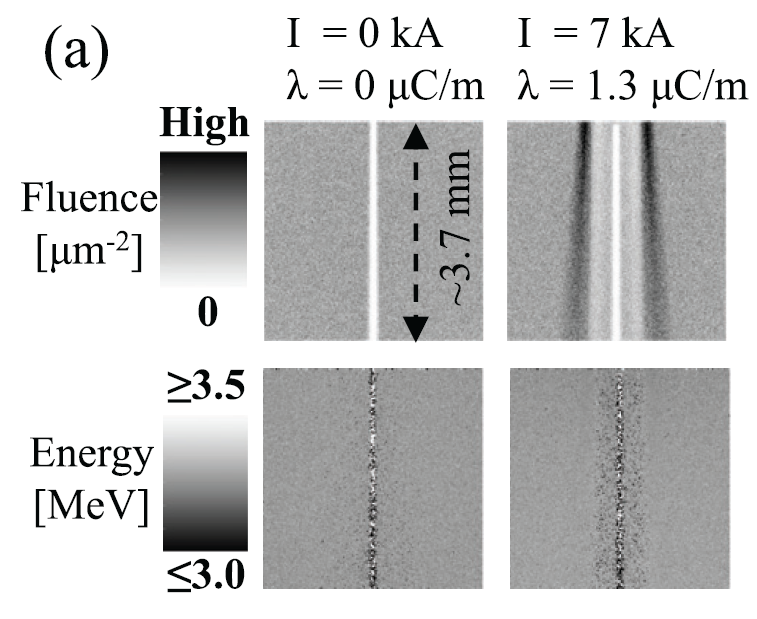 (a)
I = 0 kA
λ = 0 μC/m
I = 7 kA
λ = 1.3 μC/m
High
Fluence
[μm-2]
0
~3.7 mm
≥3.5
Energy
[MeV]
≤3.0